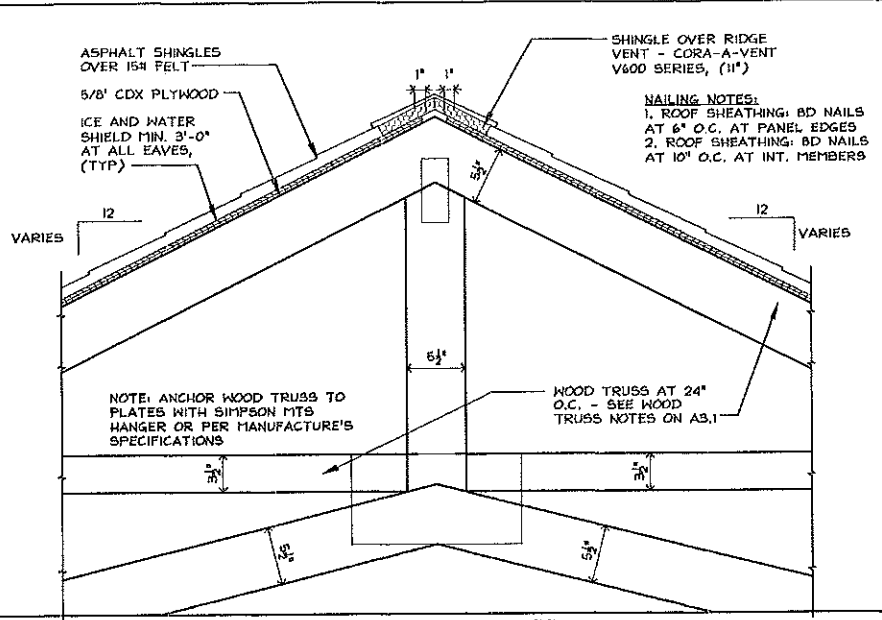 ASPHALT SHINGLES
OVER 15# FELT
5/8' CDX PLYWOOD
ICE AND WATER
SHIELD MIN. 3'-0"
AT ALL EAVES,
(TYP)
12
VARIES
1" 1"
SHINGLE OVER RIDGE
VENT - CORA-A-VENT
V600 SERIES, (11")
NAILING NOTES:
1. ROOF SHEATHING: 8D NAILS
AT 6" O.C. AT PANEL EDGES
2. ROOF SHEATHING: 8D NAILS
AT 10" O.C. AT INT. MEMBERS
12
VARIES
5½"
5½"
NOTE: ANCHOR WOOD TRUSS TO
PLATES WITH SIMPSON MTS
HANGER OR PER MANUFACTURE'S
SPECIFICATIONS
WOOD TRUSS AT 24"
O.C. - SEE WOOD
TRUSS NOTES ON A3.1
3½"
3½"
5½"
5½"